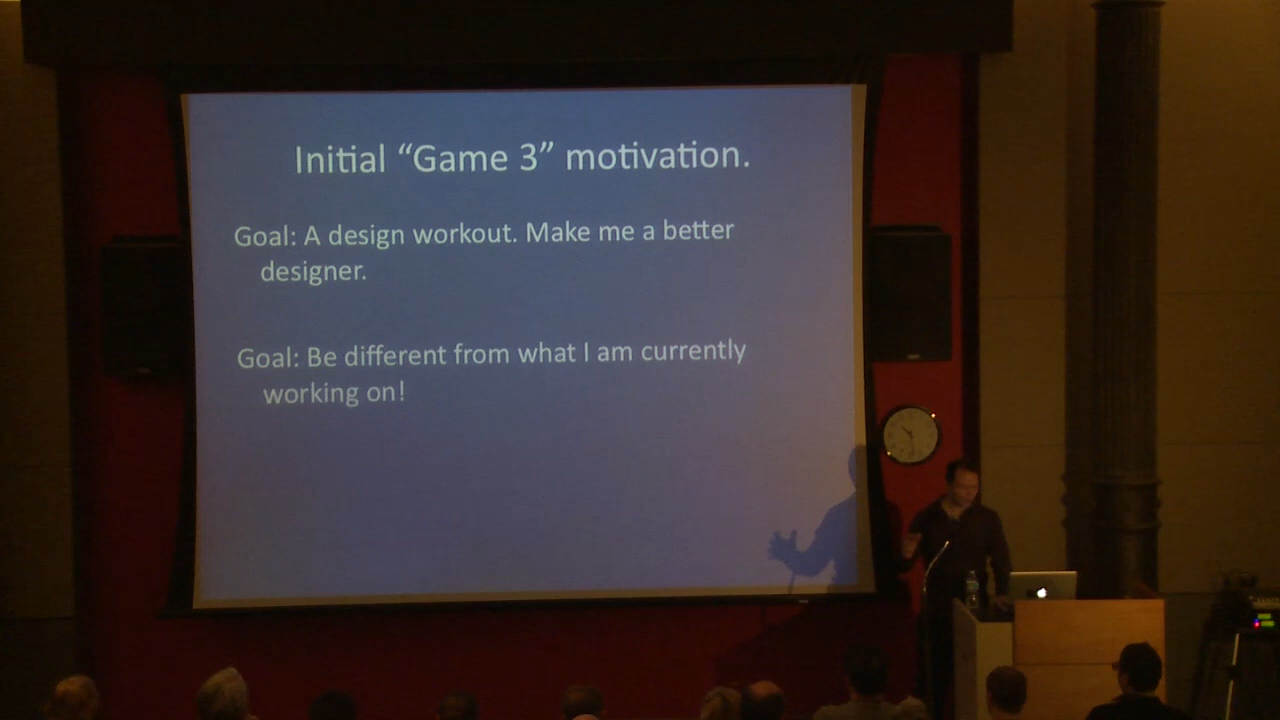 Initial “Game 3” motivation.
Goal: A design workout. Make me a better
designer.
Goal: Be different from what I am currently
working on!